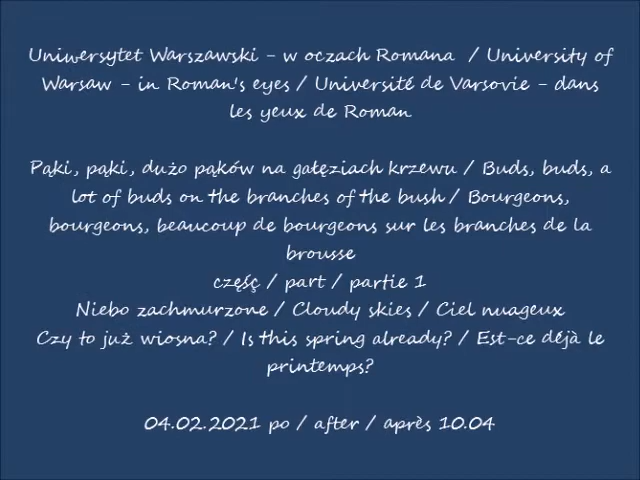 Uniwersytet Warszawski - w oczach Romana / University of
Warsaw - in Roman's eyes / Université de Varsovie - dans
les yeux de Roman
Pąki, pąki, dużo pąków na gałęziach krzewu / Buds, buds, a
lot of buds on the branches of the bush / Bourgeons,
bourgeons, beaucoup de bourgeons sur les branches de la
brousse
częśç / part / partie 1
Niebo zachmurzone / Cloudy skies / Ciel nuageux
Czy to już wiosna? / Is this spring already? / Est-ce déjà le
printemps?
04.02.2021 po / after / après 10.04